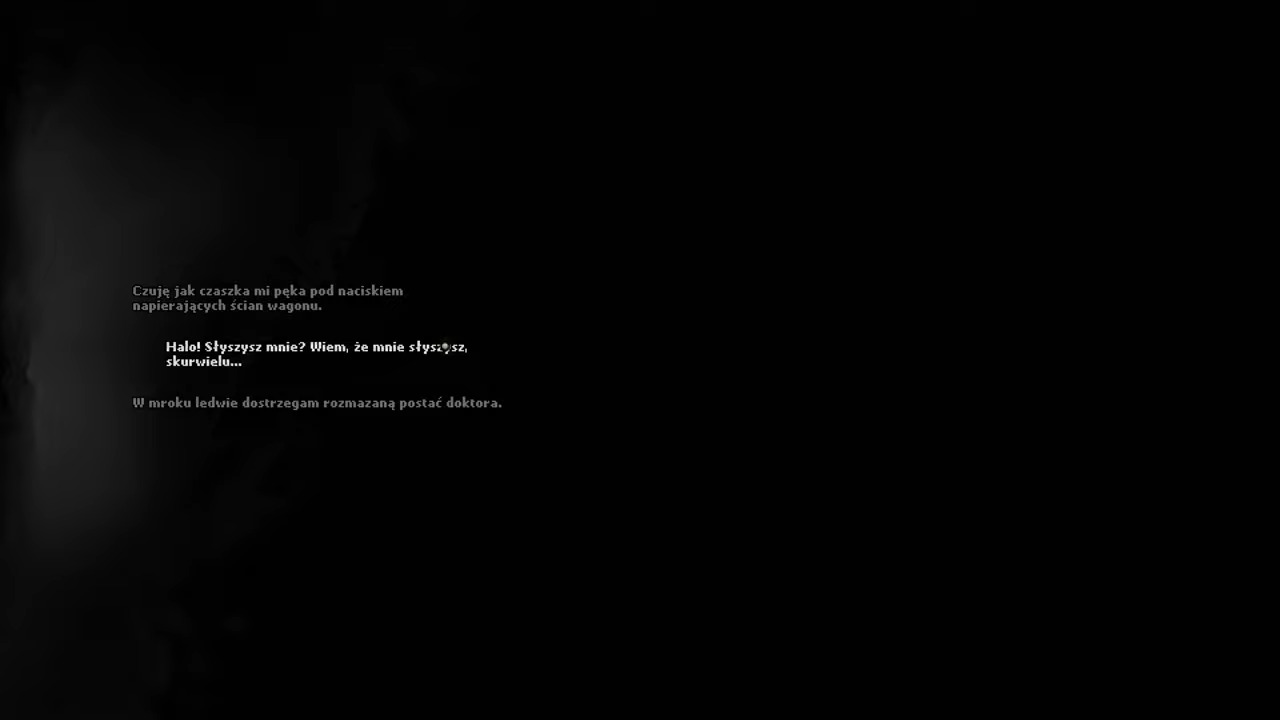 Czuję jak czaszka mi pęka pod naciskiem
napierających ścian wagonu.
Halo! Słyszysz mnie? Wiem, że mnie słyszysz,
skurwielu...
W mroku ledwie dostrzegam rozmazaną postać doktora.